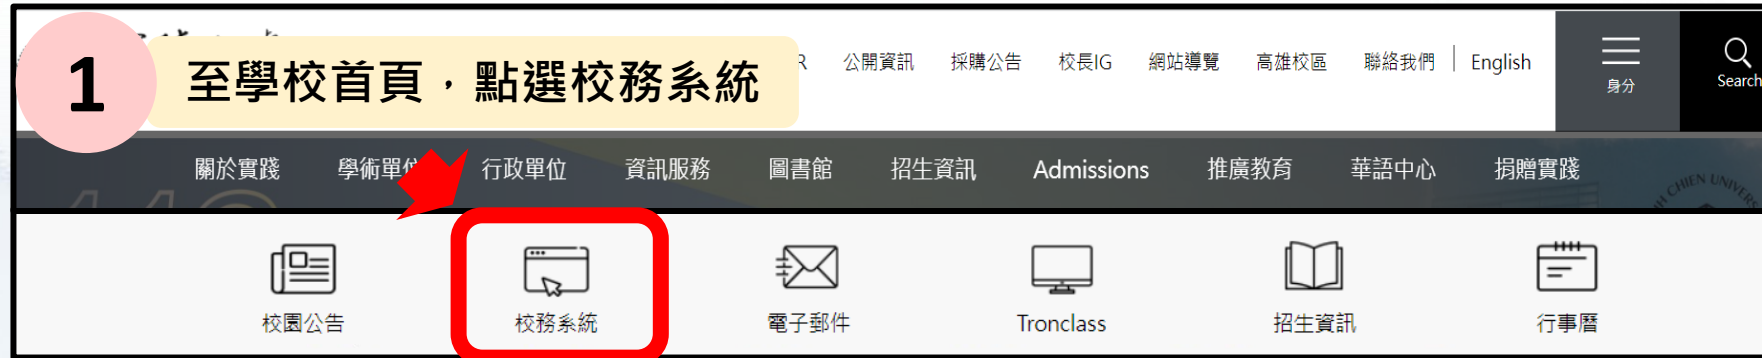 1
至學校首頁，點選校務系統
R 公開資訊 採購公告 校長IG 網站導覽 高雄校區 聯絡我們 English
身分
Search
關於實踐 學術單位 行政單位 資訊服務 圖書館 招生資訊 Admissions 推廣教育 華語中心 捐贈實踐
校園公告 校務系統 電子郵件 Tronclass 招生資訊 行事曆